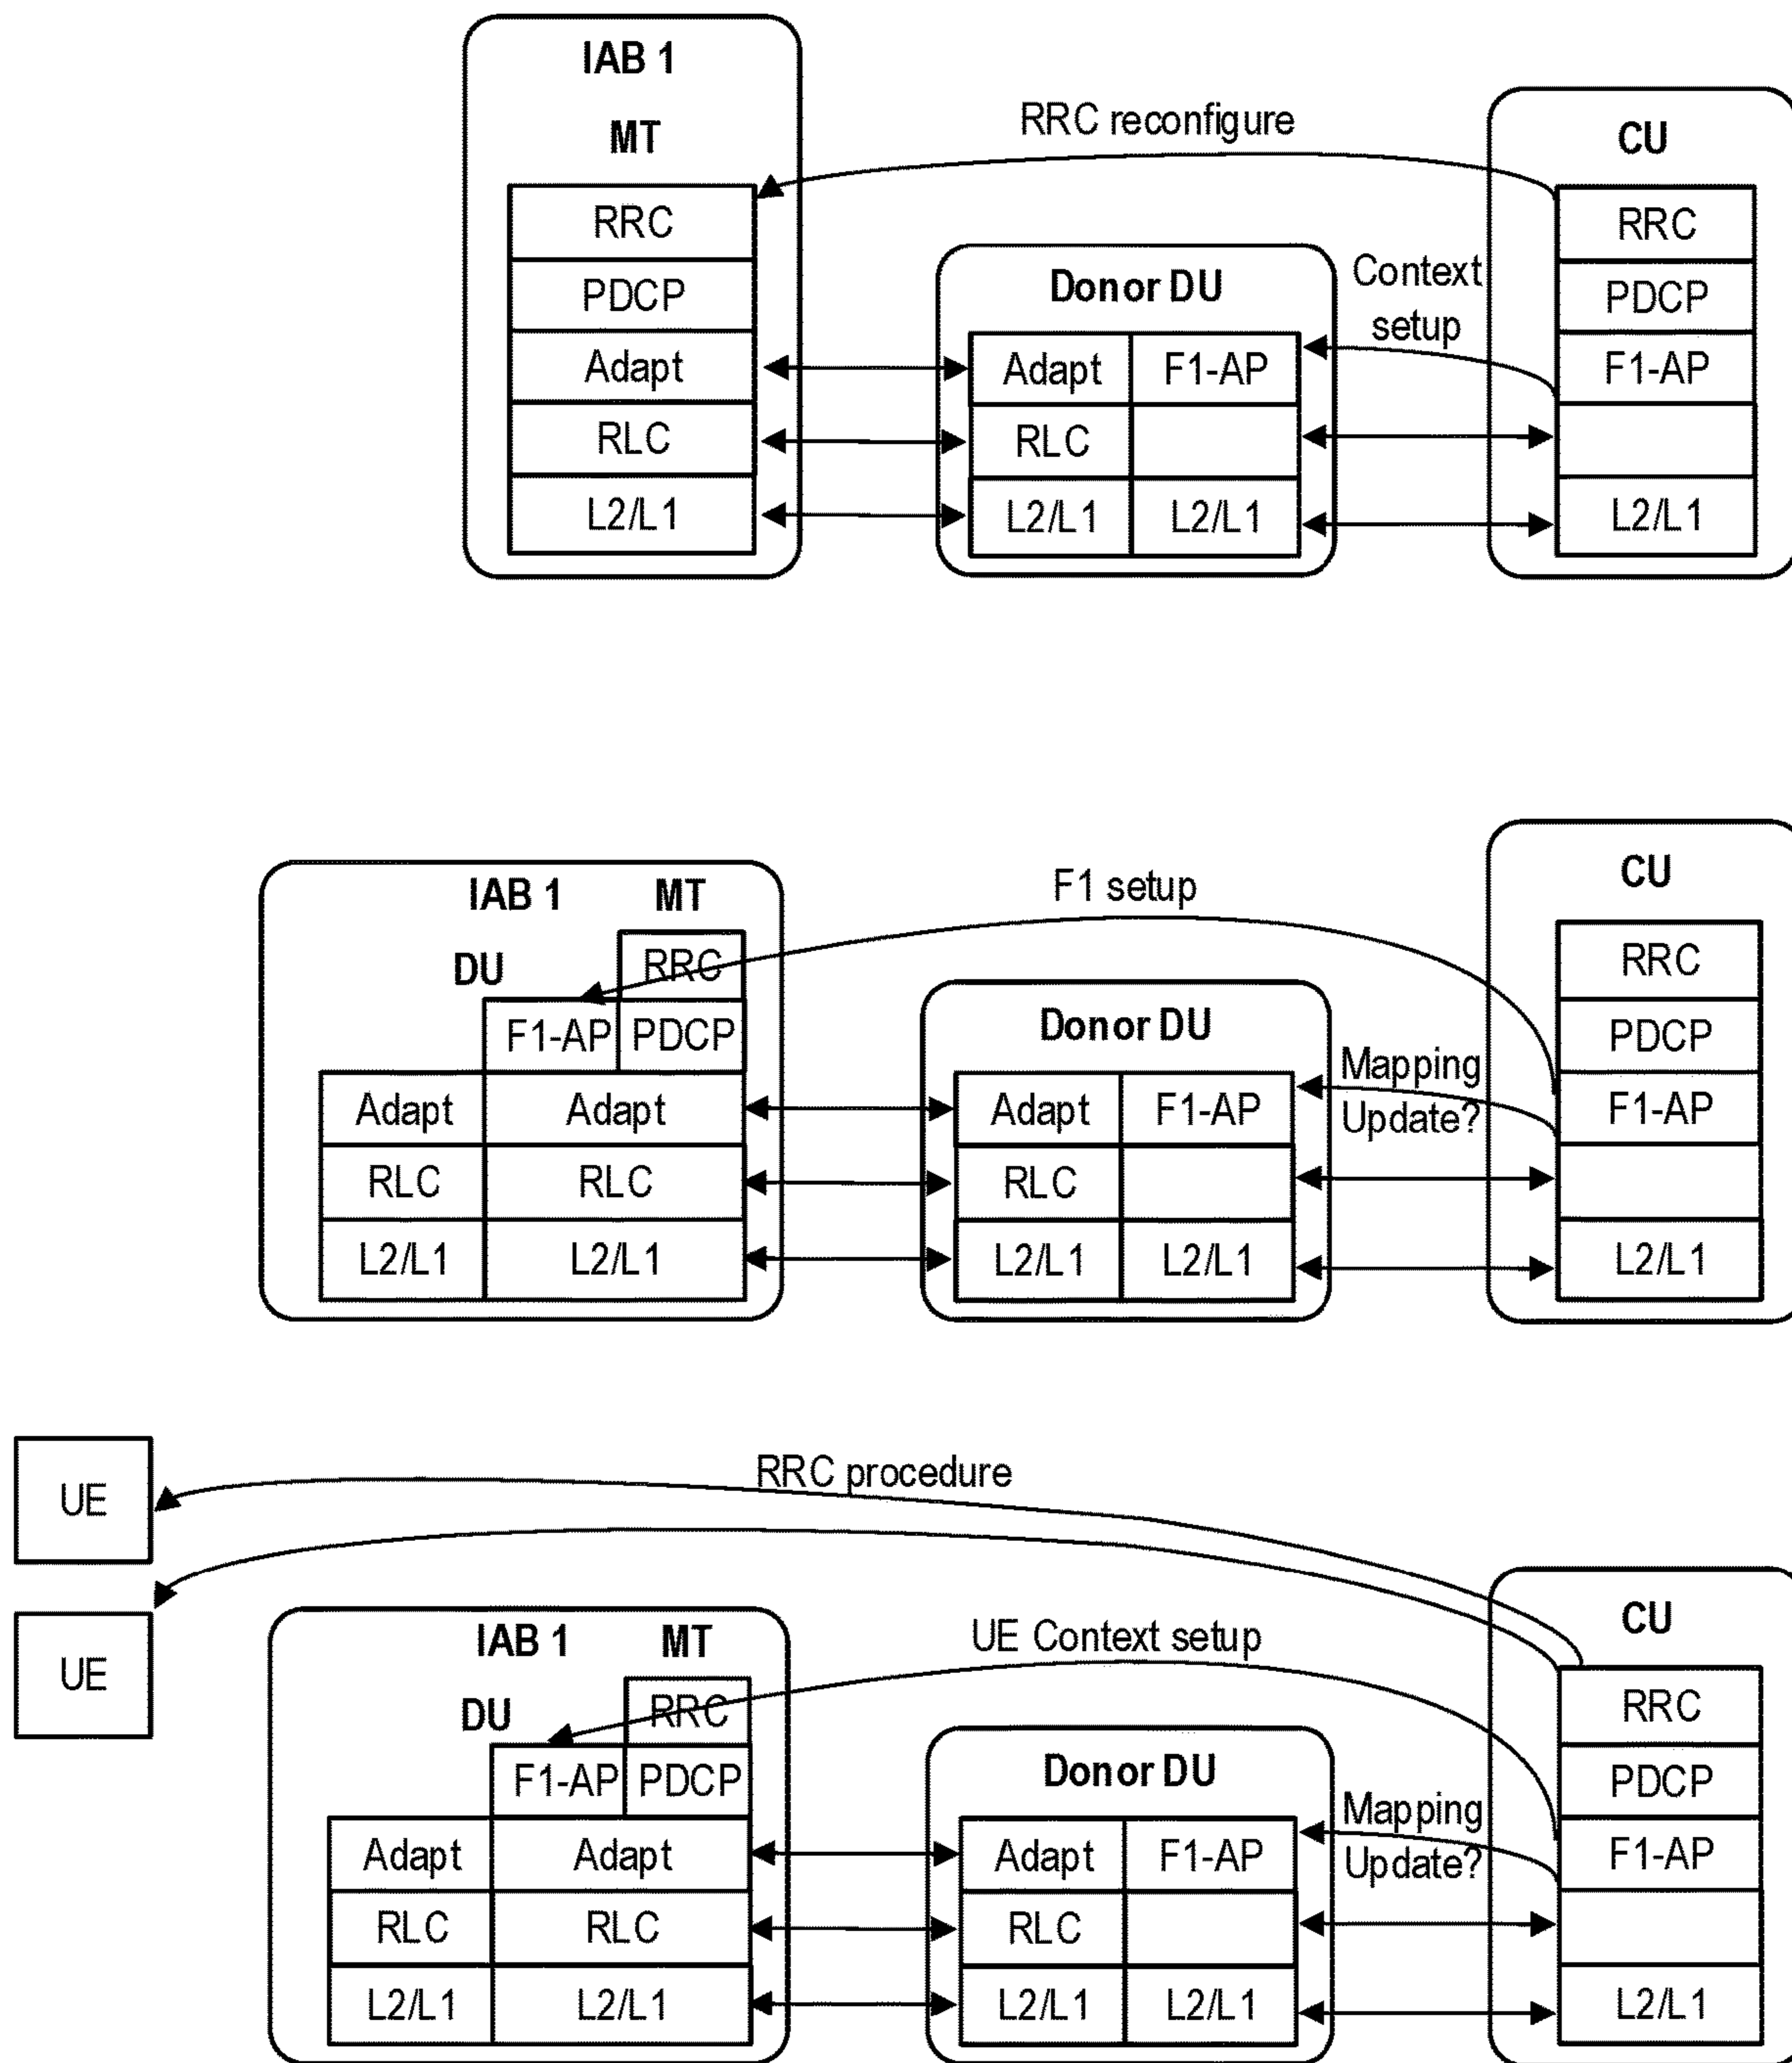 IAB 1
MT
RRC
PDCP
Adapt
RLC
L2/L1
RRC reconfigure
Donor DU
Adapt F1-AP
RLC
L2/L1 L2/L1
Context
setup
CU
RRC
PDCP
F1-AP
L2/L1
IAB 1 MT
DU RRC
F1-AP PDCP
Adapt Adapt
RLC RLC
L2/L1 L2/L1
F1 setup
Donor DU
Adapt F1-AP
RLC
L2/L1 L2/L1
Mapping
Update?
CU
RRC
PDCP
F1-AP
L2/L1
UE
UE
RRC procedure
IAB 1 MT
DU RRC
F1-AP PDCP
Adapt Adapt
RLC RLC
L2/L1 L2/L1
UE Context setup
Donor DU
Adapt F1-AP
RLC
L2/L1 L2/L1
Mapping
Update?
CU
RRC
PDCP
F1-AP
L2/L1